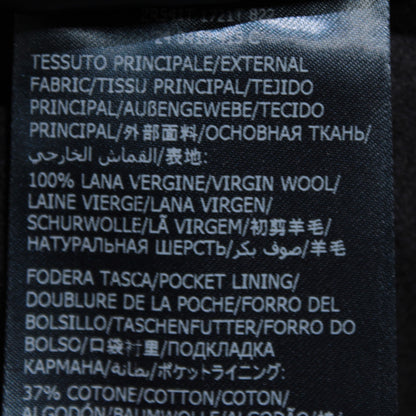 TESSUTO PRINCIPALE/EXTERNAL
FABRIC/TISSU PRINCIPAL/TEJIDO
PRINCIPAL/AUßENGEWEBE/TECIDO
PRINCIPAL/外部面料/ОСНОВНАЯ ТКАНЬ/
القماش الخارجي/表地:
100% LANA VERGINE/VIRGIN WOOL/
LAINE VIERGE/LANA VIRGEN/
SCHURWOLLE/LÃ VIRGEM/初剪羊毛/
НАТУРАЛЬНАЯ ШЕРСТЬ/صوف بكر/羊毛
FODERA TASCA/POCKET LINING/
DOUBLURE DE LA POCHE/FORRO DEL
BOLSILLO/TASCHENFUTTER/FORRO DO
BOLSO/口袋衬里/ПОДКЛАДКА
КАРМАНА/بطانة/ポケットライニング:
37% COTONE/COTTON/COTON/
ALGODÓN/BAUMWOLLE/